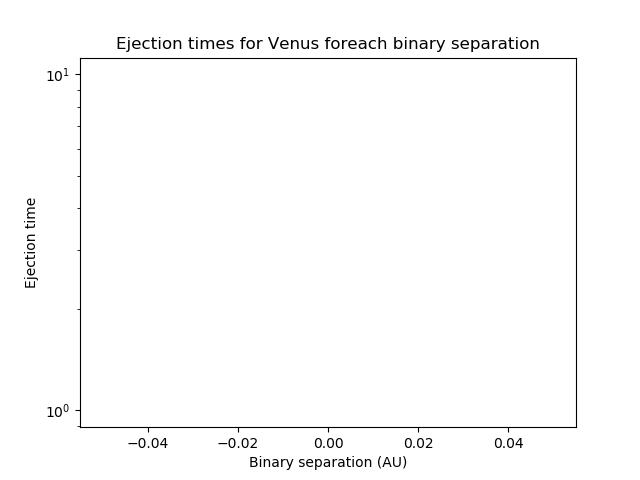 Ejection times for Venus foreach binary separation
10¹
Ejection time
10⁰
−0.04 −0.02 0.00 0.02 0.04
Binary separation (AU)